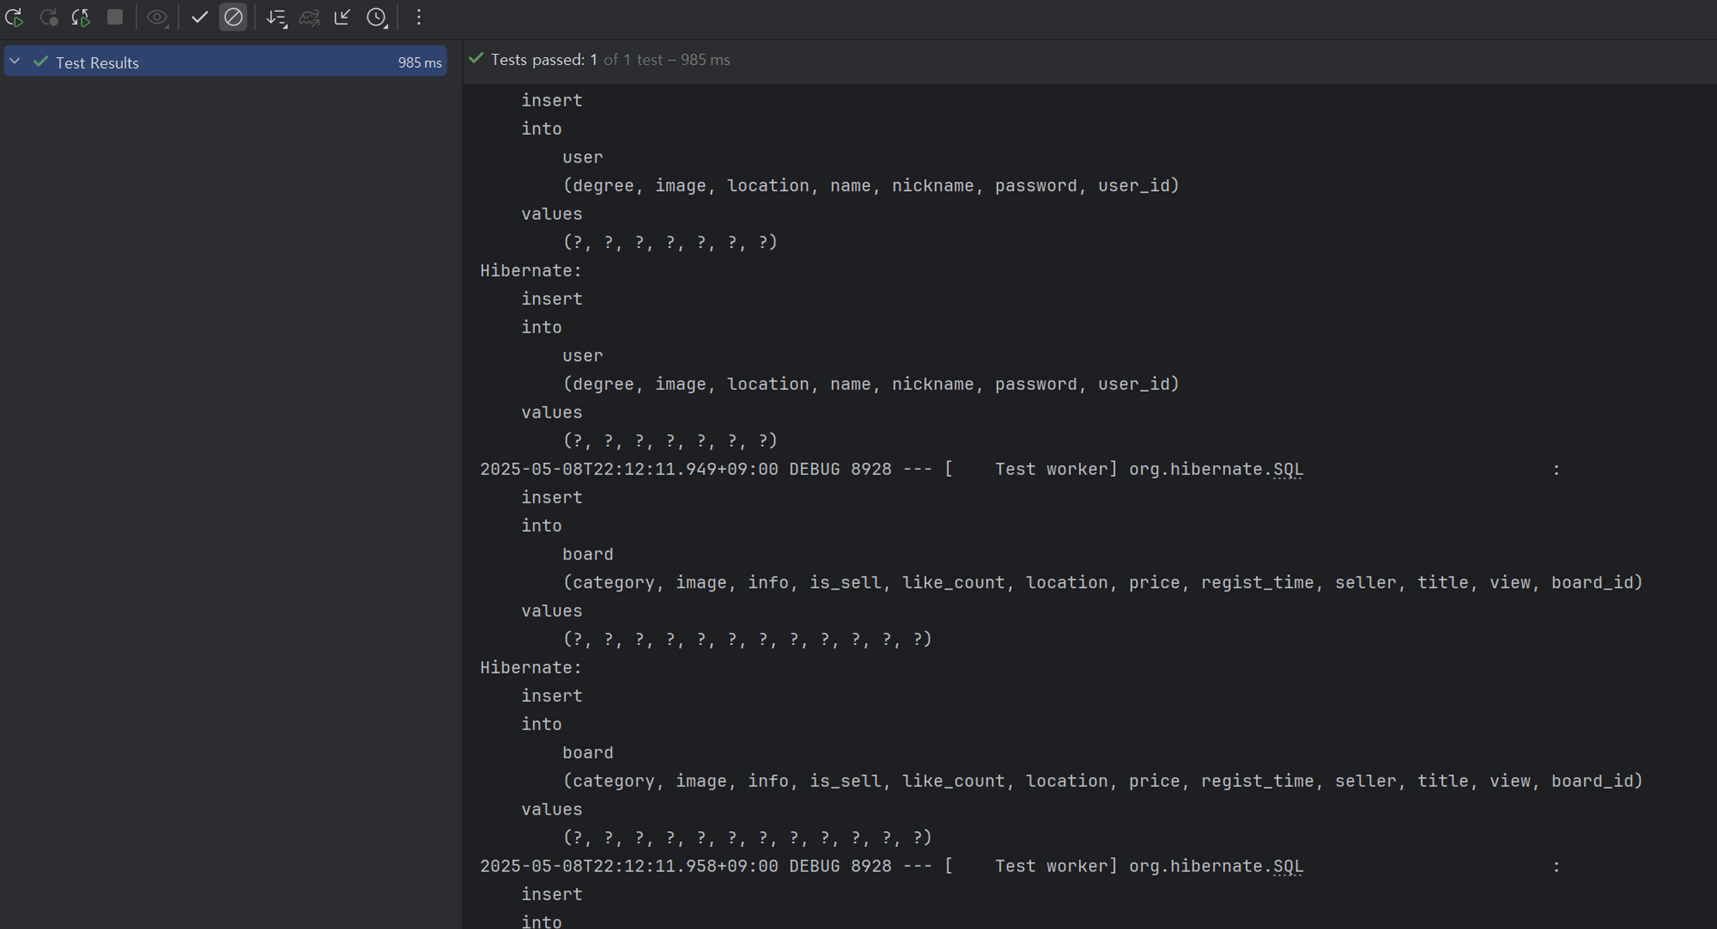 Test Results 985 ms
Tests passed: 1 of 1 test – 985 ms
insert
into
user
(degree, image, location, name, nickname, password, user_id)
values
(?, ?, ?, ?, ?, ?, ?)
Hibernate:
insert
into
user
(degree, image, location, name, nickname, password, user_id)
values
(?, ?, ?, ?, ?, ?, ?)
2025-05-08T22:12:11.949+09:00 DEBUG 8928 --- [    Test worker] org.hibernate.SQL                        :
insert
into
board
(category, image, info, is_sell, like_count, location, price, regist_time, seller, title, view, board_id)
values
(?, ?, ?, ?, ?, ?, ?, ?, ?, ?, ?, ?)
Hibernate:
insert
into
board
(category, image, info, is_sell, like_count, location, price, regist_time, seller, title, view, board_id)
values
(?, ?, ?, ?, ?, ?, ?, ?, ?, ?, ?, ?)
2025-05-08T22:12:11.958+09:00 DEBUG 8928 --- [    Test worker] org.hibernate.SQL                        :
insert
into